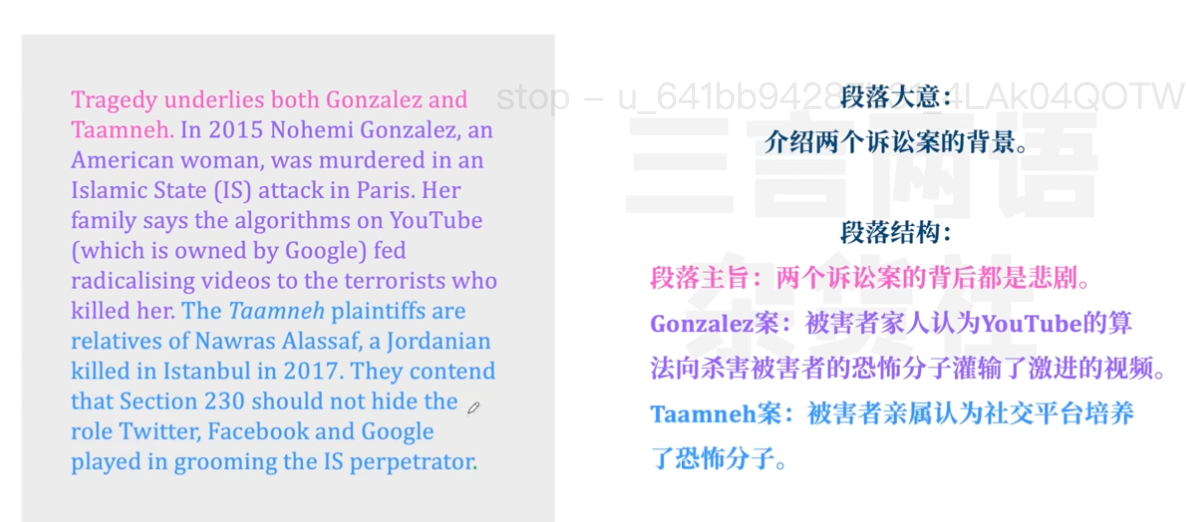 Tragedy underlies both Gonzalez and
Taamneh. In 2015 Nohemi Gonzalez, an
American woman, was murdered in an
Islamic State (IS) attack in Paris. Her
family says the algorithms on YouTube
(which is owned by Google) fed
radicalising videos to the terrorists who
killed her. The Taamneh plaintiffs are
relatives of Nawras Alassaf, a Jordanian
killed in Istanbul in 2017. They contend
that Section 230 should not hide the
role Twitter, Facebook and Google
played in grooming the IS perpetrator.
段落大意：
介绍两个诉讼案的背景。
段落结构：
段落主旨：两个诉讼案的背后都是悲剧。
Gonzalez案：被害者家人认为YouTube的算
法向杀害被害者的恐怖分子灌输了激进的视频。
Taamneh案：被害者亲属认为社交平台培养
了恐怖分子。
三言两语
杂货社